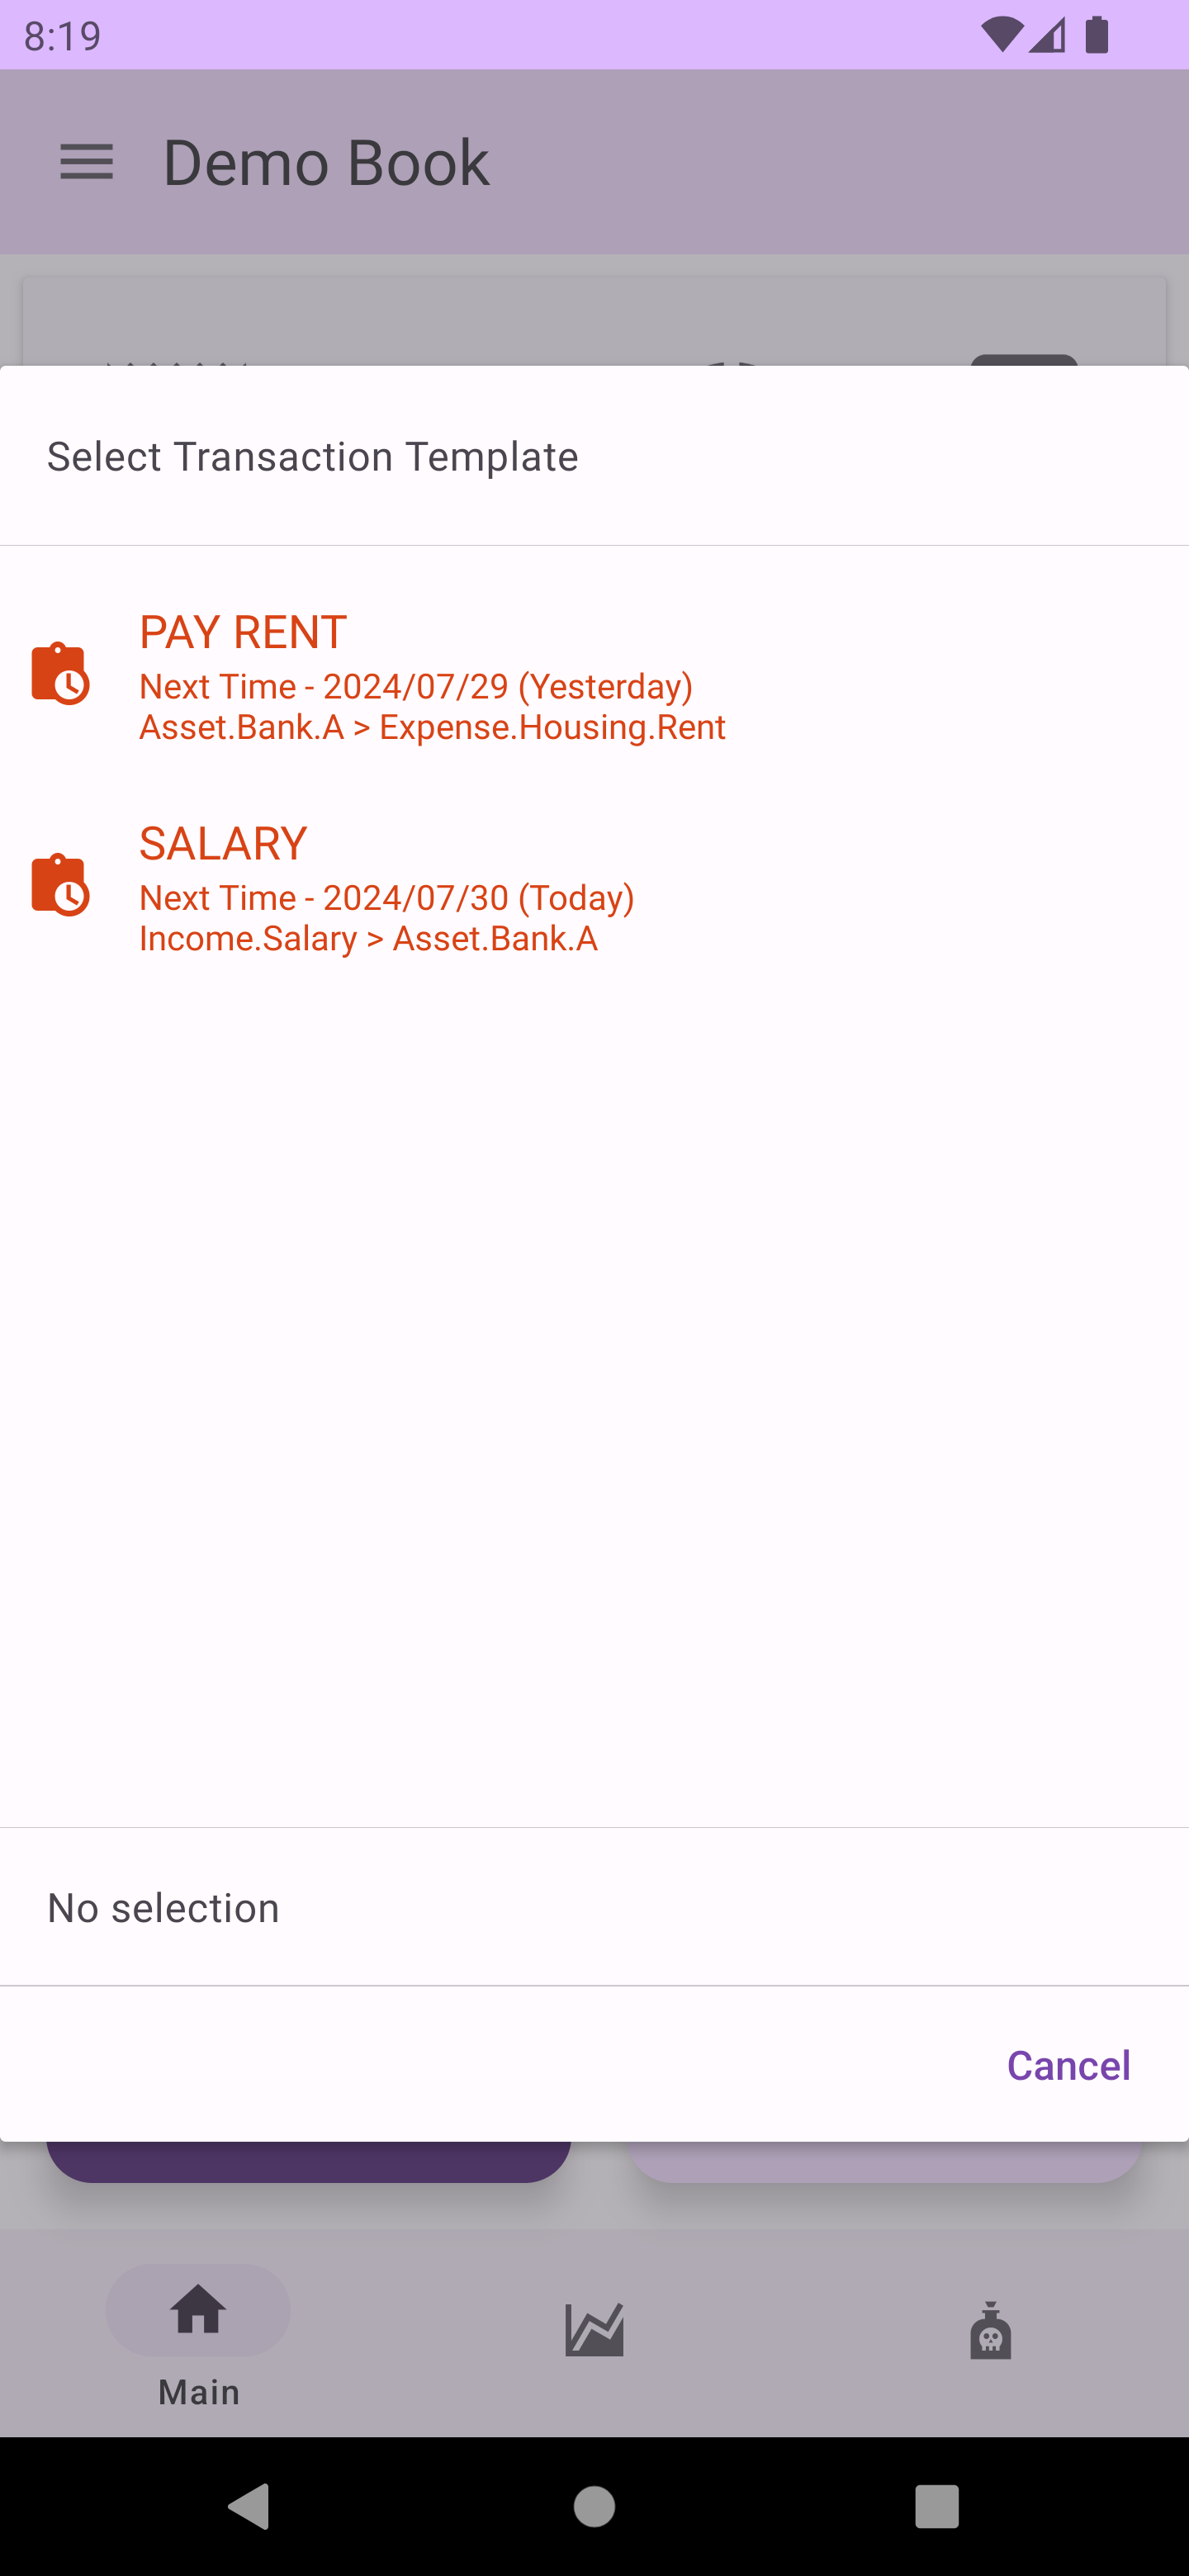 8:19
Demo Book
Select Transaction Template
PAY RENT
Next Time - 2024/07/29 (Yesterday)
Asset.Bank.A > Expense.Housing.Rent
SALARY
Next Time - 2024/07/30 (Today)
Income.Salary > Asset.Bank.A
No selection
Cancel
Main